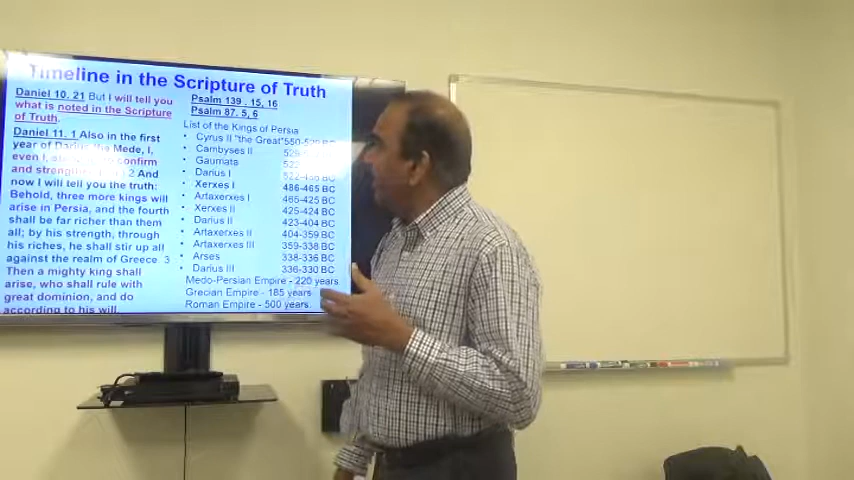 Timeline in the Scripture of Truth
Daniel 10. 21 But I will tell you
what is noted in the Scripture
of Truth.
Daniel 11. 1 Also in the first
year of Darius the Mede, I,
even I, confirm
and 2 And
now I will tell you the truth:
Behold, three more kings will
arise in Persia, and the fourth
shall be far richer than them
all; by his strength, through
his riches, he shall stir up all
against the realm of Greece. 3
Then a mighty king shall
arise, who shall rule with
great dominion, and do
according to his will.
Psalm 139 . 15, 16
Psalm 87. 5, 6
List of the Kings of Persia
• Cyrus II "the Great" 550-
• Cambyses II
• Gaumata
• Darius I
• Xerxes I 486-465 BC
• Artaxerxes I 465-425 BC
• Xerxes II 425-424 BC
• Darius II 423-404 BC
• Artaxerxes II 404-359 BC
• Artaxerxes III 359-338 BC
• Arses 338-336 BC
• Darius III 336-330 BC
Medo-Persian Empire - 220 years
Grecian Empire - 185 years
Roman Empire - 500 years